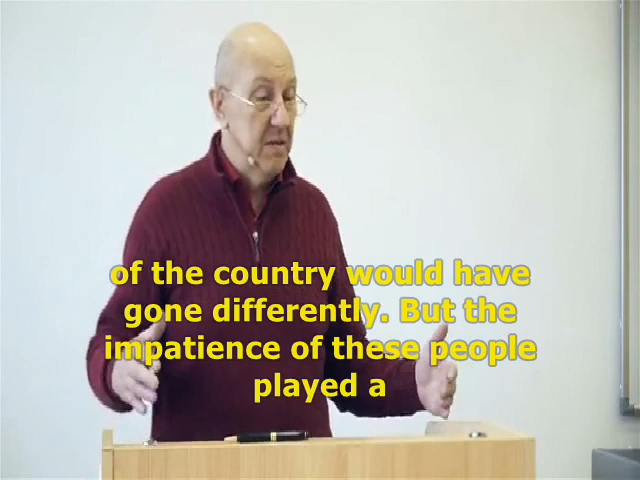 of the country would have
gone differently. But the
impatience of these people
played a